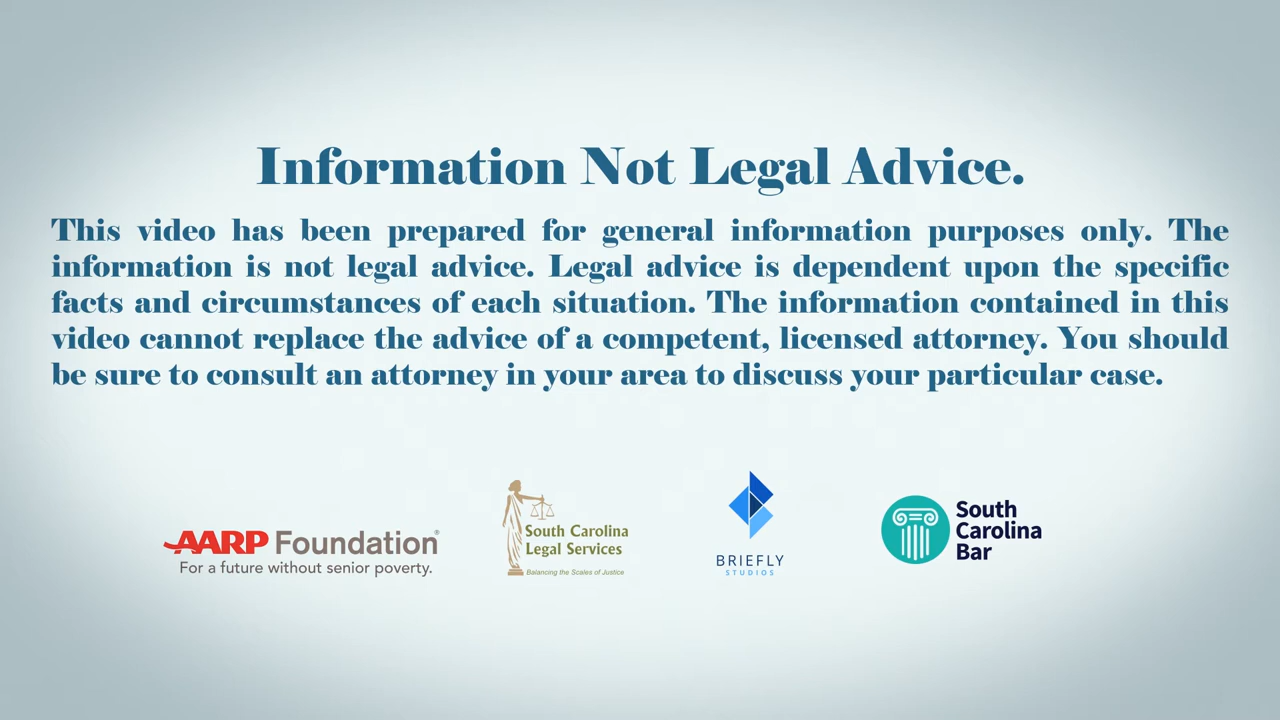 Information Not Legal Advice.
This video has been prepared for general information purposes only. The
information is not legal advice. Legal advice is dependent upon the specific
facts and circumstances of each situation. The information contained in this
video cannot replace the advice of a competent, licensed attorney. You should
be sure to consult an attorney in your area to discuss your particular case.
AARP Foundation®
For a future without senior poverty.
South Carolina
Legal Services
Balancing the Scales of Justice
BRIEFLY
STUDIOS
South
Carolina
Bar